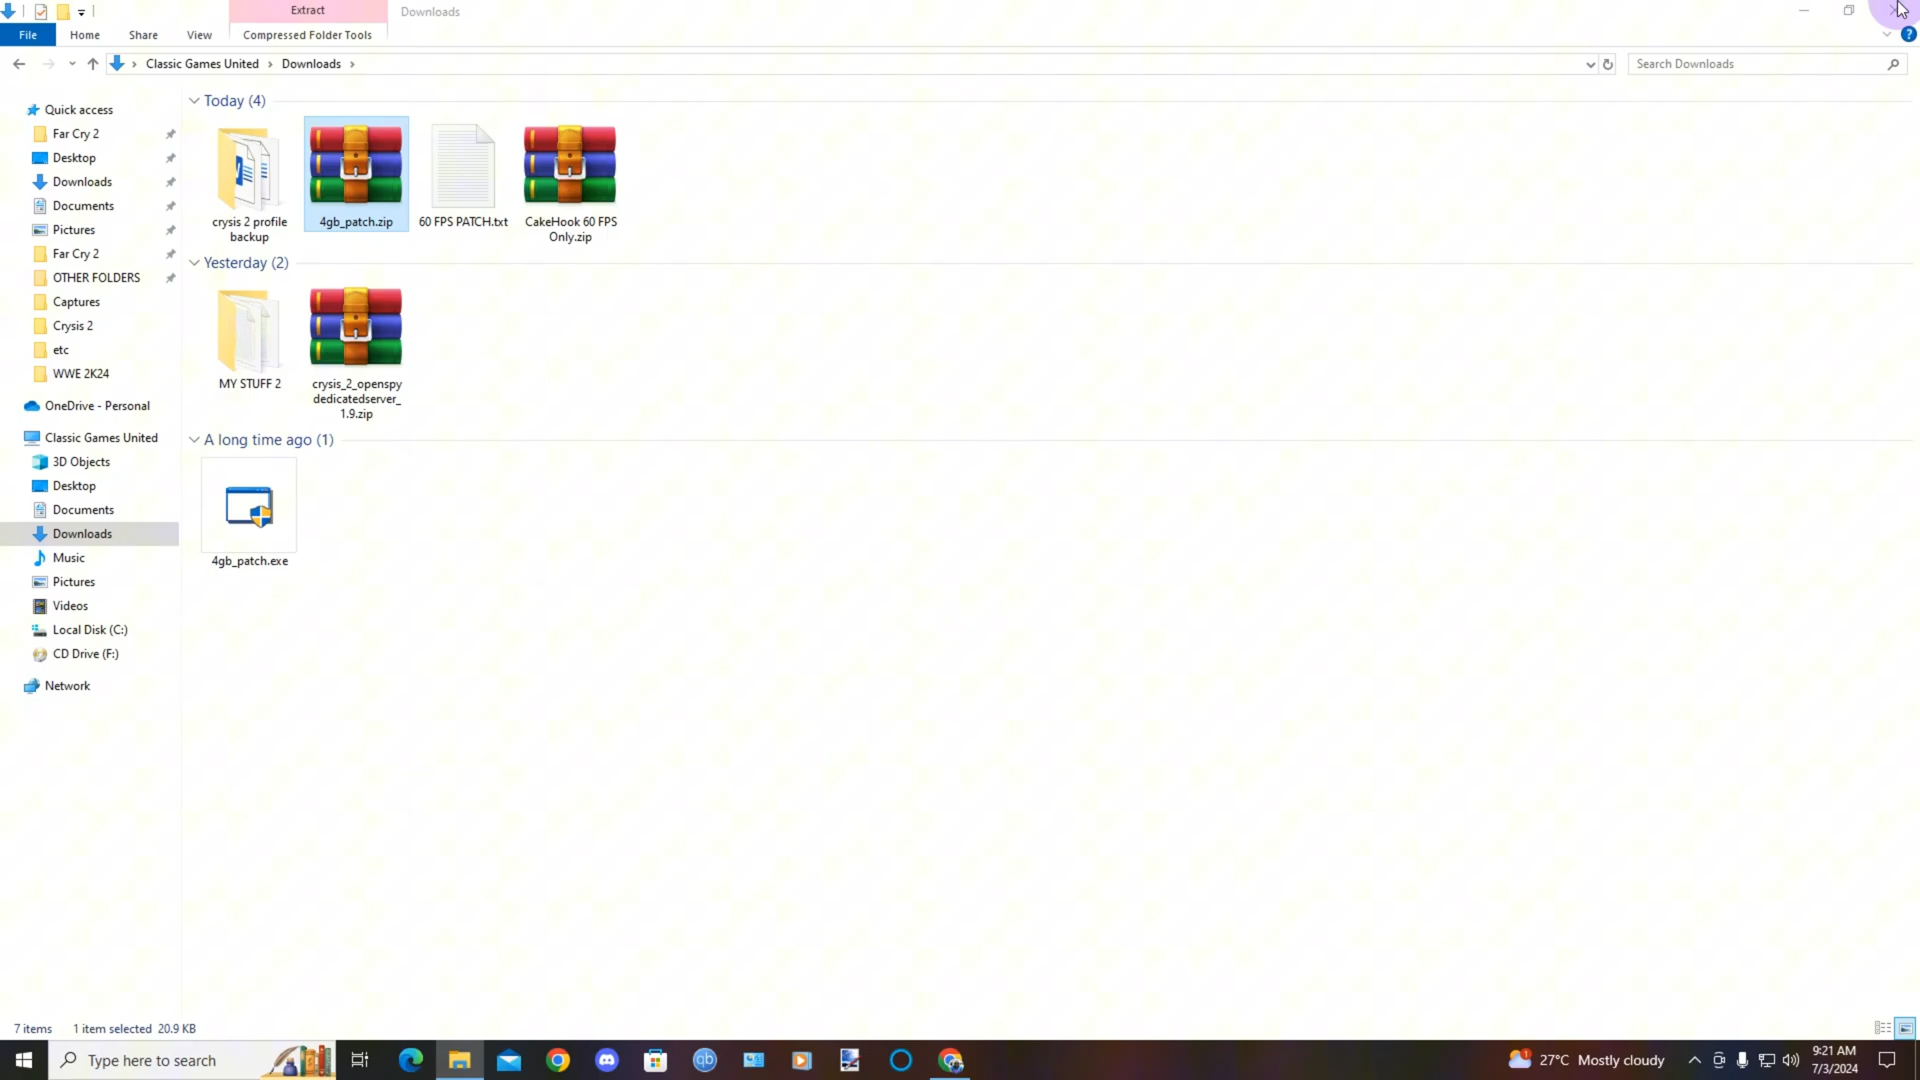 Extract
Downloads
File
Home
Share
View
Compressed Folder Tools
?
Classic Games United
Downloads
Search Downloads
Quick access
Far Cry 2
Desktop
Downloads
Documents
Pictures
Far Cry 2
OTHER FOLDERS
Captures
Crysis 2
etc
WWE 2K24
OneDrive - Personal
Classic Games United
3D Objects
Desktop
Documents
Downloads
Music
Pictures
Videos
Local Disk (C:)
CD Drive (F:)
Network
Today (4)
crysis 2 profile
backup
4gb_patch.zip
60 FPS PATCH.txt
CakeHook 60 FPS
Only.zip
Yesterday (2)
MY STUFF 2
crysis_2_openspy
dedicatedserver_
1.9.zip
A long time ago (1)
4gb_patch.exe
7 items
1 item selected 20.9 KB
Type here to search
qb
27°C Mostly cloudy
9:21 AM
7/3/2024